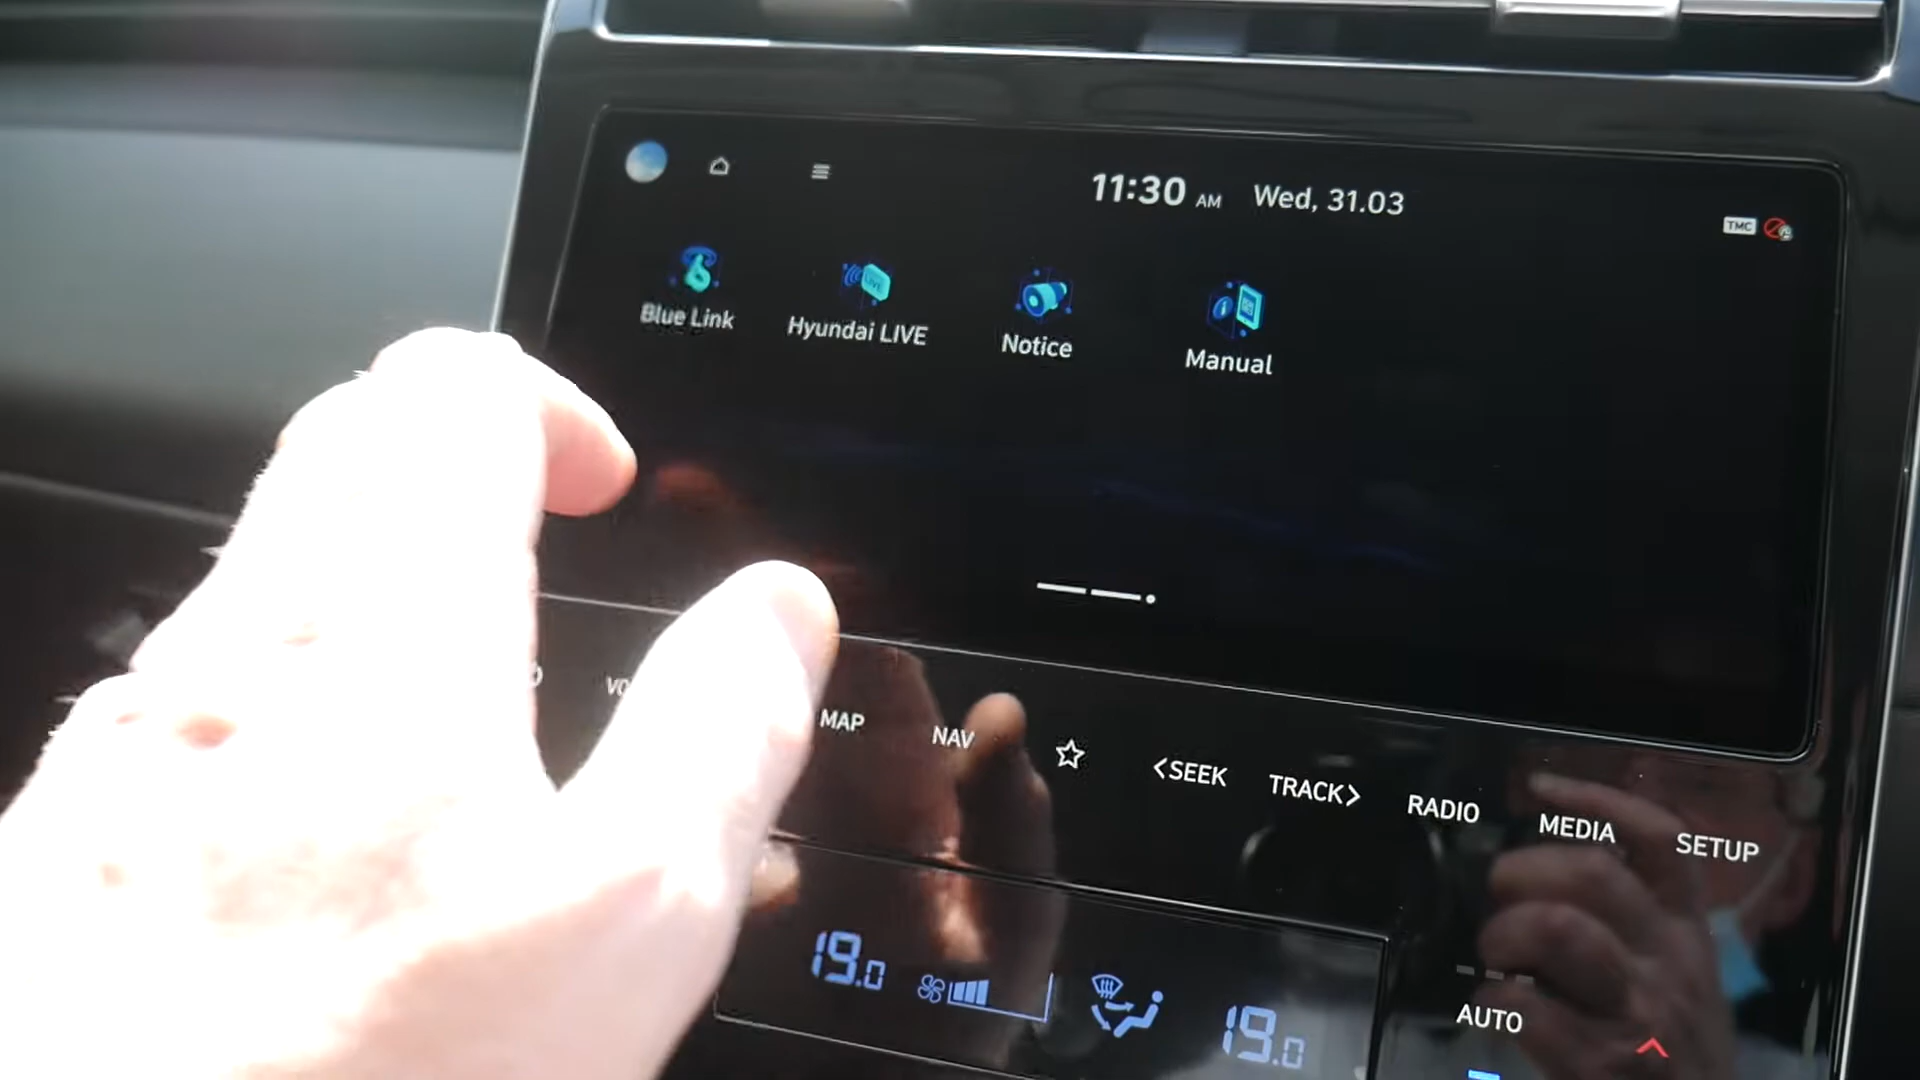 11:30 AM Wed, 31.03
TMC
Blue Link
Hyundai LIVE
LIVE
Notice
Manual
MAP
NAV
<SEEK
TRACK>
RADIO
MEDIA
SETUP
19.0
19.0
AUTO